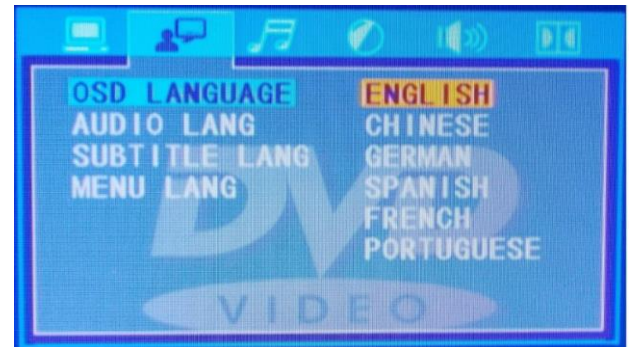 OSD LANGUAGE
AUDIO LANG
SUBTITLE LANG
MENU LANG
ENGLISH
CHINESE
GERMAN
SPANISH
FRENCH
PORTUGUESE
DVD
VIDEO